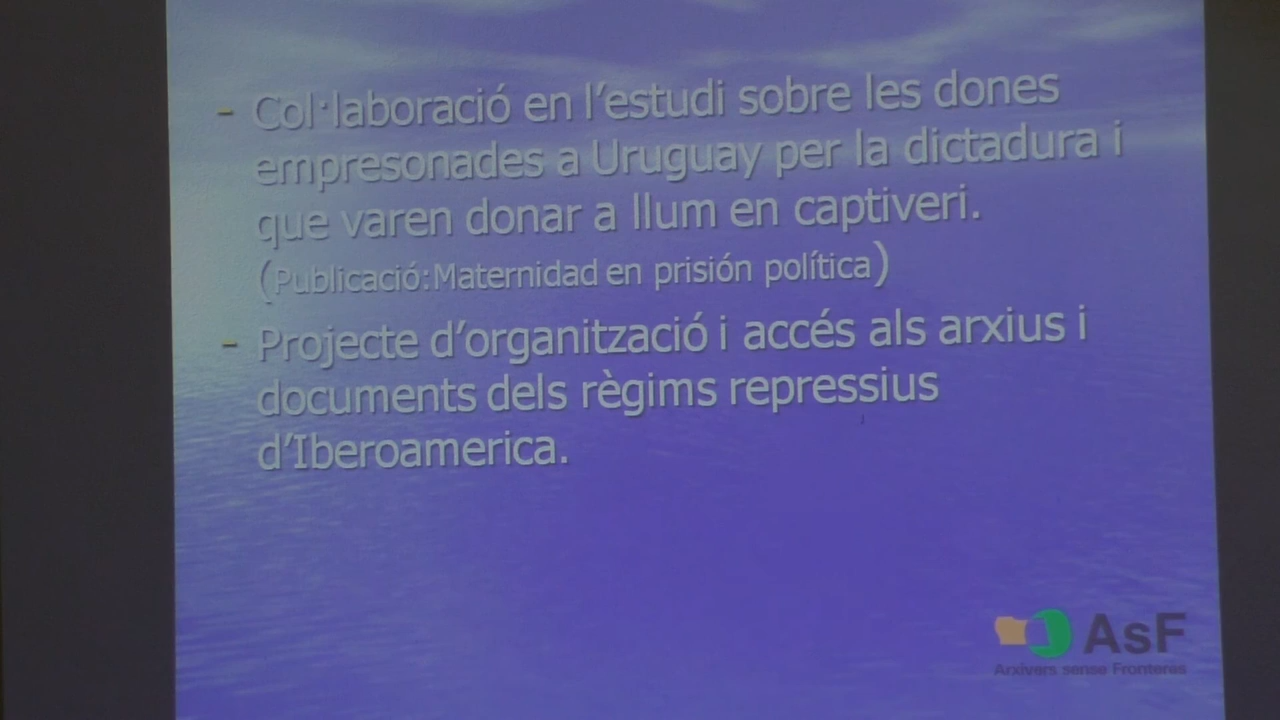 - Col·laboració en l'estudi sobre les dones
empresonades a Uruguay per la dictadura i
que varen donar a llum en captiveri.
(Publicació:Maternidad en prisión política)
- Projecte d'organització i accés als arxius i
documents dels règims repressius
d'Iberoamerica.
AsF
Arxivers sense Fronteres